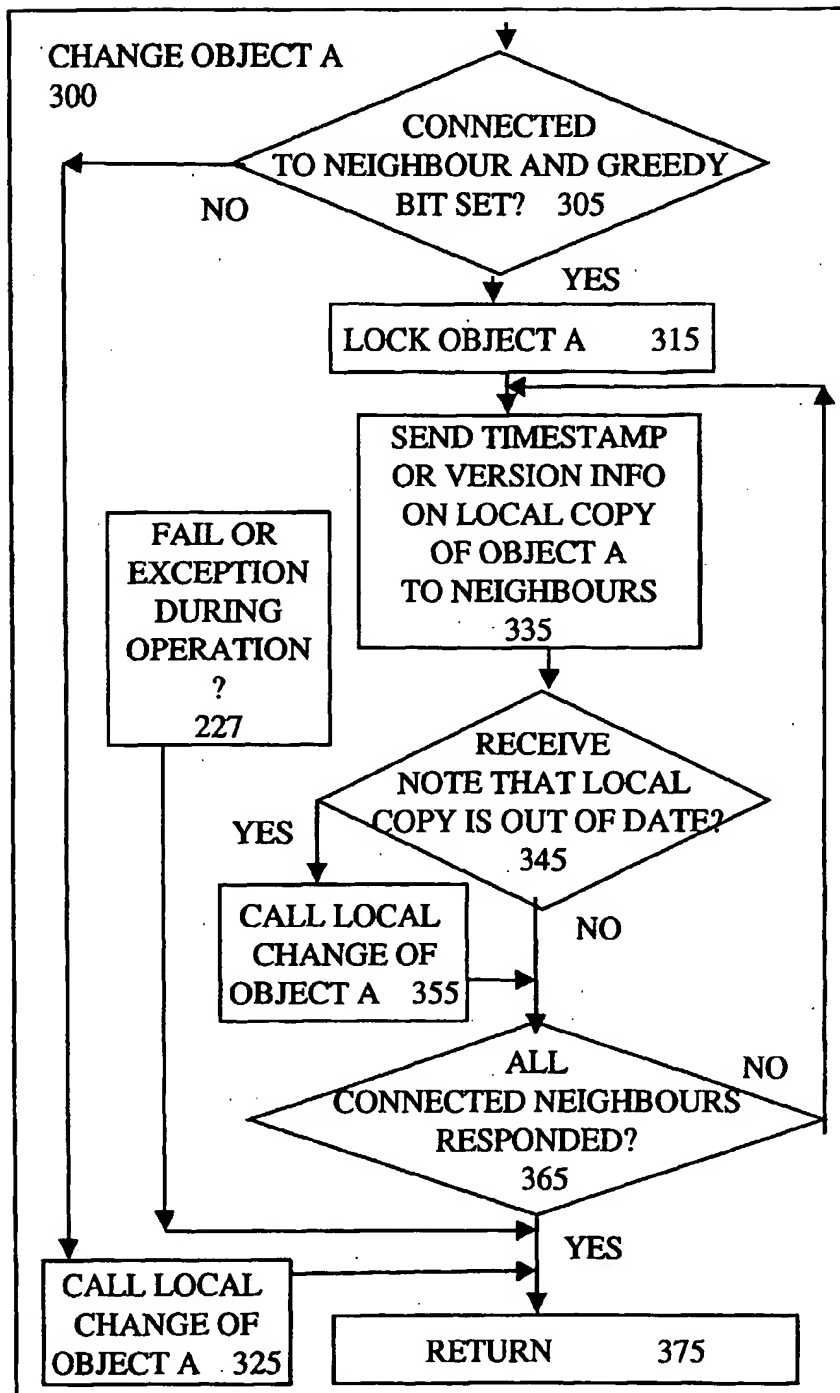 CHANGE OBJECT A
300
CONNECTED
TO NEIGHBOUR AND GREEDY
BIT SET? 305
NO
YES
LOCK OBJECT A 315
SEND TIMESTAMP
OR VERSION INFO
ON LOCAL COPY
OF OBJECT A
TO NEIGHBOURS
335
FAIL OR
EXCEPTION
DURING
OPERATION
?
227
RECEIVE
NOTE THAT LOCAL
COPY IS OUT OF DATE?
345
YES
NO
CALL LOCAL
CHANGE OF
OBJECT A 355
ALL
CONNECTED NEIGHBOURS
RESPONDED?
365
NO
YES
CALL LOCAL
CHANGE OF
OBJECT A 325
RETURN 375